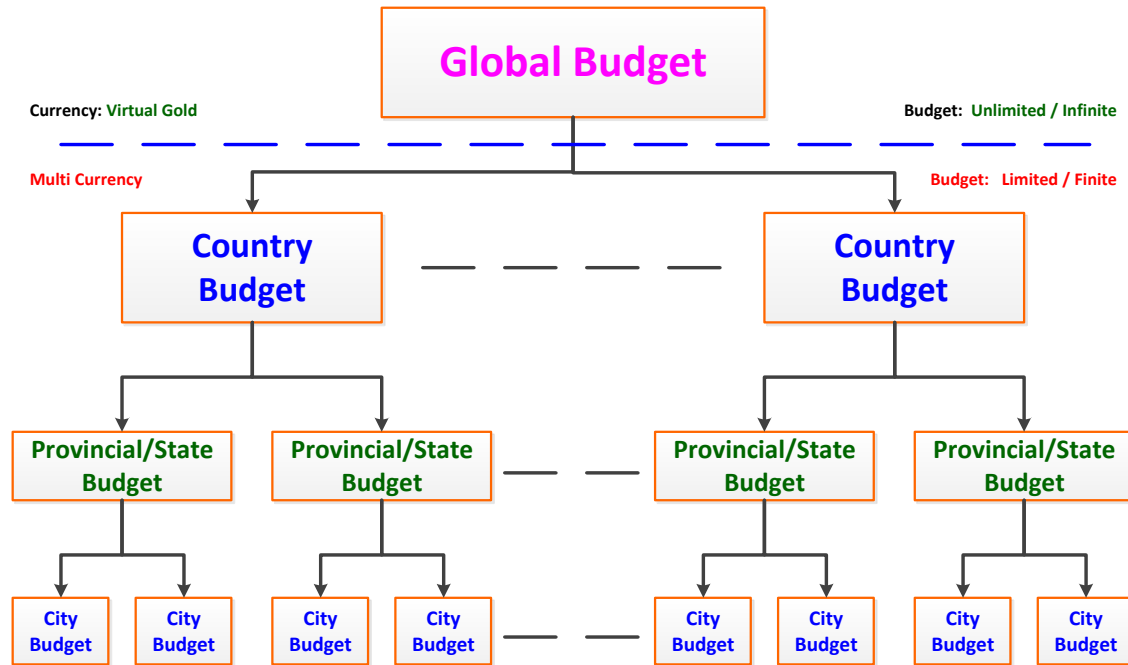 Global Budget
Currency: Virtual Gold
Budget: Unlimited / Infinite
Multi Currency
Budget: Limited / Finite
Country
Budget
Country
Budget
Provincial/State
Budget
Provincial/State
Budget
Provincial/State
Budget
Provincial/State
Budget
City
Budget
City
Budget
City
Budget
City
Budget
City
Budget
City
Budget
City
Budget
City
Budget